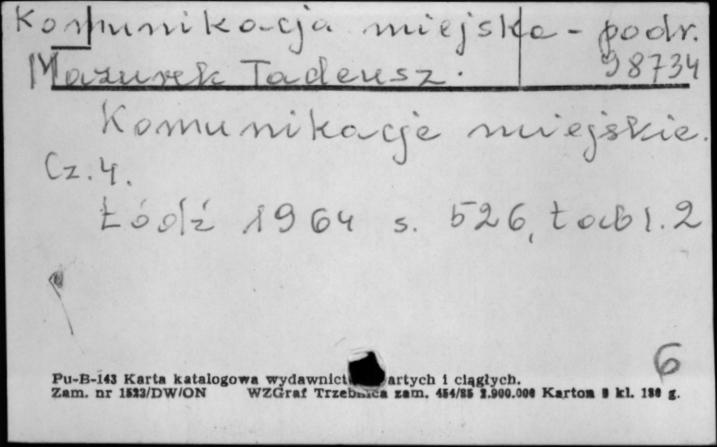 Komunikacja miejska - podr.
Mazurek Tadeusz. 98734
Komunikacje miejskie.
Cz. 4.
Łódź 1964 s. 526, tabl. 2
6
Pu-B-143 Karta katalogowa wydawnict artych i ciągłych.
Zam. nr 1523/DW/ON WZGraf Trzebnica zam. 454/85 2.900.000 Karton kl. 180 g.